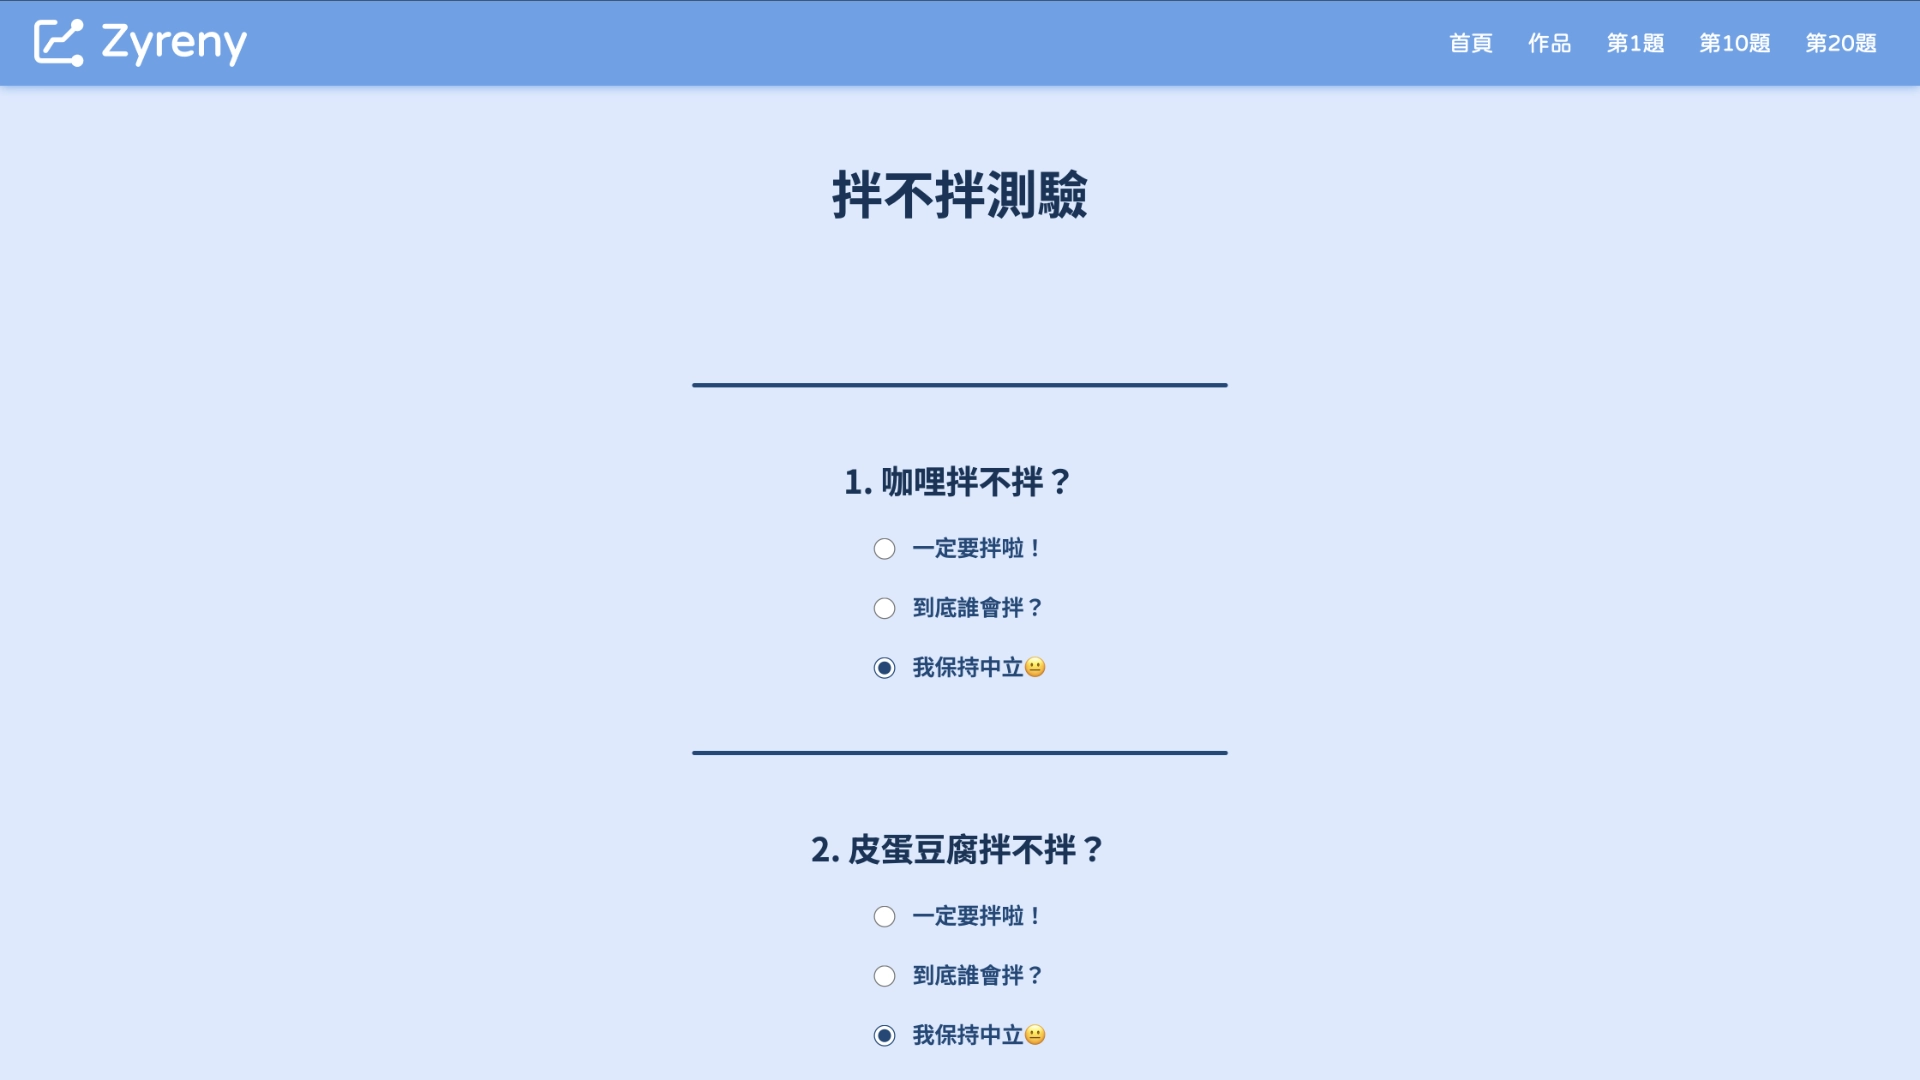 Zyreny
首頁 作品 第1題 第10題 第20題
拌不拌測驗
1. 咖哩拌不拌？
一定要拌啦！
到底誰會拌？
我保持中立😐
2. 皮蛋豆腐拌不拌？
一定要拌啦！
到底誰會拌？
我保持中立😐